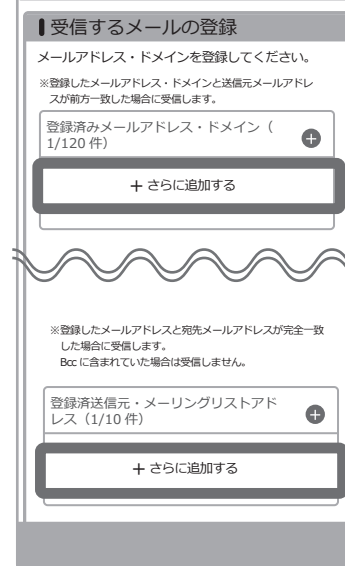 受信するメールの登録
メールアドレス・ドメインを登録してください。
※登録したメールアドレス・ドメインと送信元メールアドレ
スが前方一致した場合に受信します。
登録済みメールアドレス・ドメイン（
1/120 件）
＋さらに追加する
※登録したメールアドレスと宛先メールアドレスが完全一致
した場合に受信します。
Bcc に含まれていた場合は受信しません。
登録済送信元・メーリングリストアド
レス（1/10 件）
＋さらに追加する